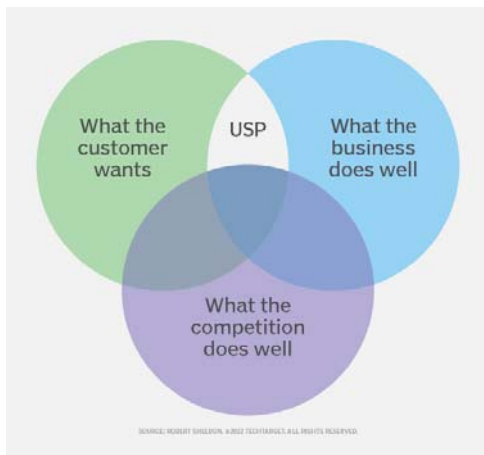 What the
customer
wants
USP
What the
business
does well
What the
competition
does well
SOURCE: ROBERT SHELDON, ©2022 TECHTARGET. ALL RIGHTS RESERVED.